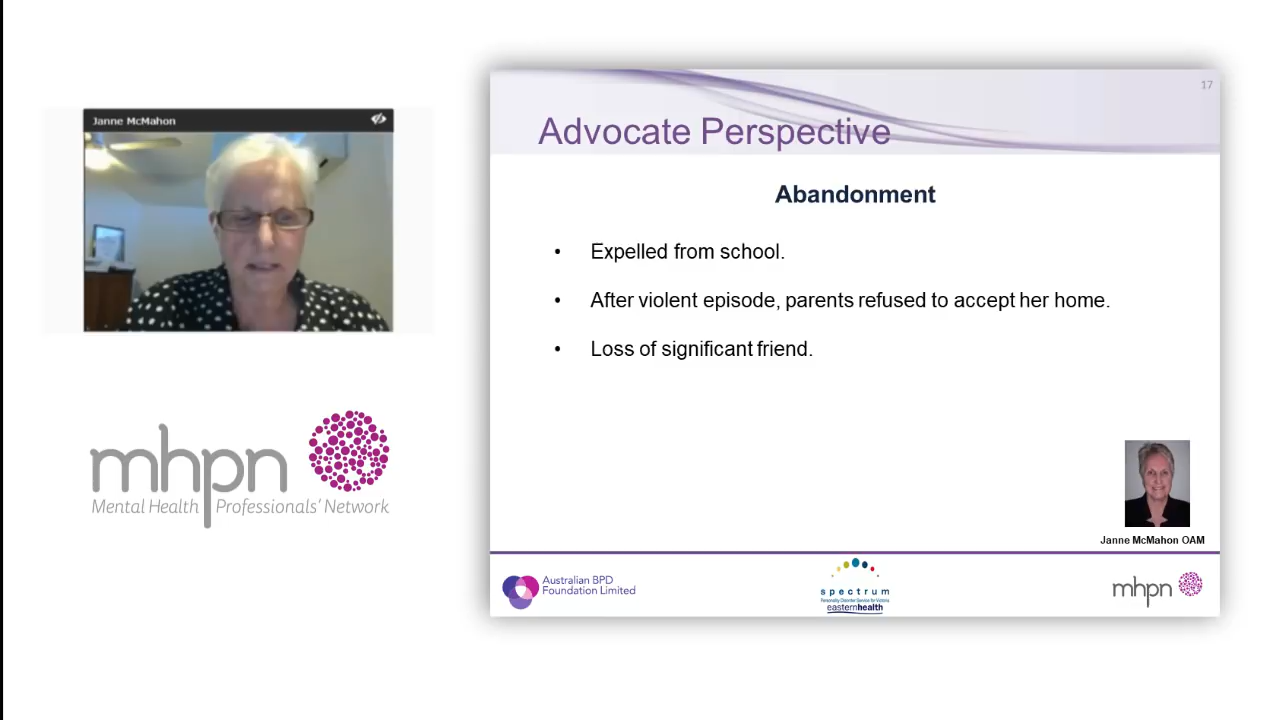 Janne McMahon
17
Advocate Perspective
Abandonment
• Expelled from school.
• After violent episode, parents refused to accept her home.
• Loss of significant friend.
mhpn
Mental Health Professionals' Network
Janne McMahon OAM
Australian BPD
Foundation Limited
spectrum
Personality Disorder Service for Victoria
easternhealth
mhpn